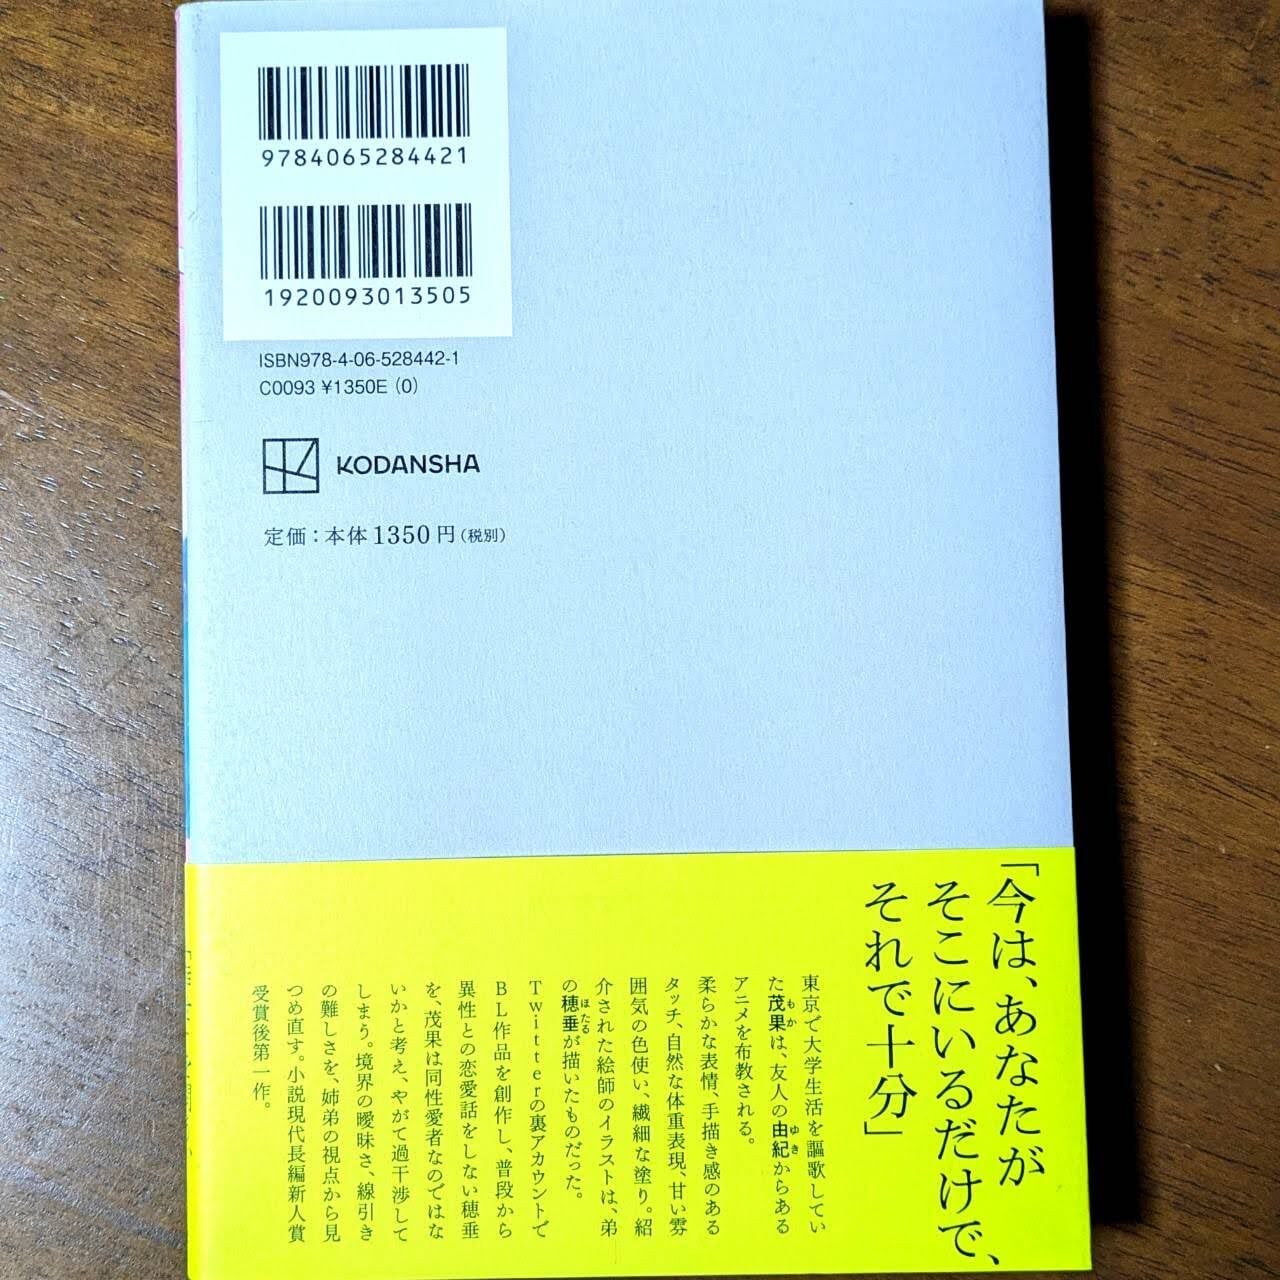 9784065284421
1920093013505
ISBN978-4-06-528442-1
C0093 ¥1350E (0)
KODANSHA
定価：本体1350円(税別)
「今は、あなたが
そこにいるだけで、
それで十分」
東京で大学生活を謳歌してい
た茂果もかは、友人の由紀ゆきからある
アニメを布教される。
柔らかな表情、手描き感のある
タッチ、自然な体重表現、甘い雰
囲気の色使い、繊細な塗り。紹
介された絵師のイラストは、弟
の穂垂ほたるが描いたものだった。
Twitterの裏アカウントで
BL作品を創作し、普段から
異性との恋愛話をしない穂垂
を、茂果は同性愛者なのではな
いかと考え、やがて過干渉して
しまう。境界の曖昧さ、線引き
の難しさを、姉弟の視点から見
つめ直す。小説現代長編新人賞
受賞後第一作。